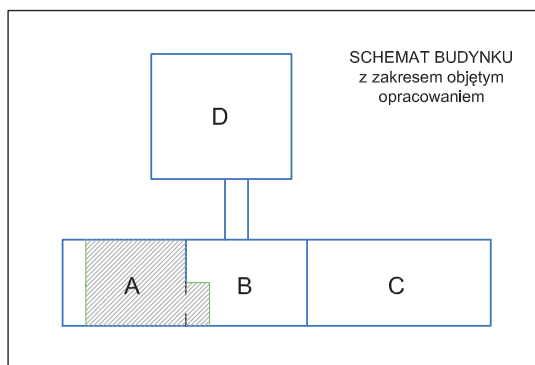 SCHEMAT BUDYNKU
z zakresem objętym
opracowaniem
D
A
B
C